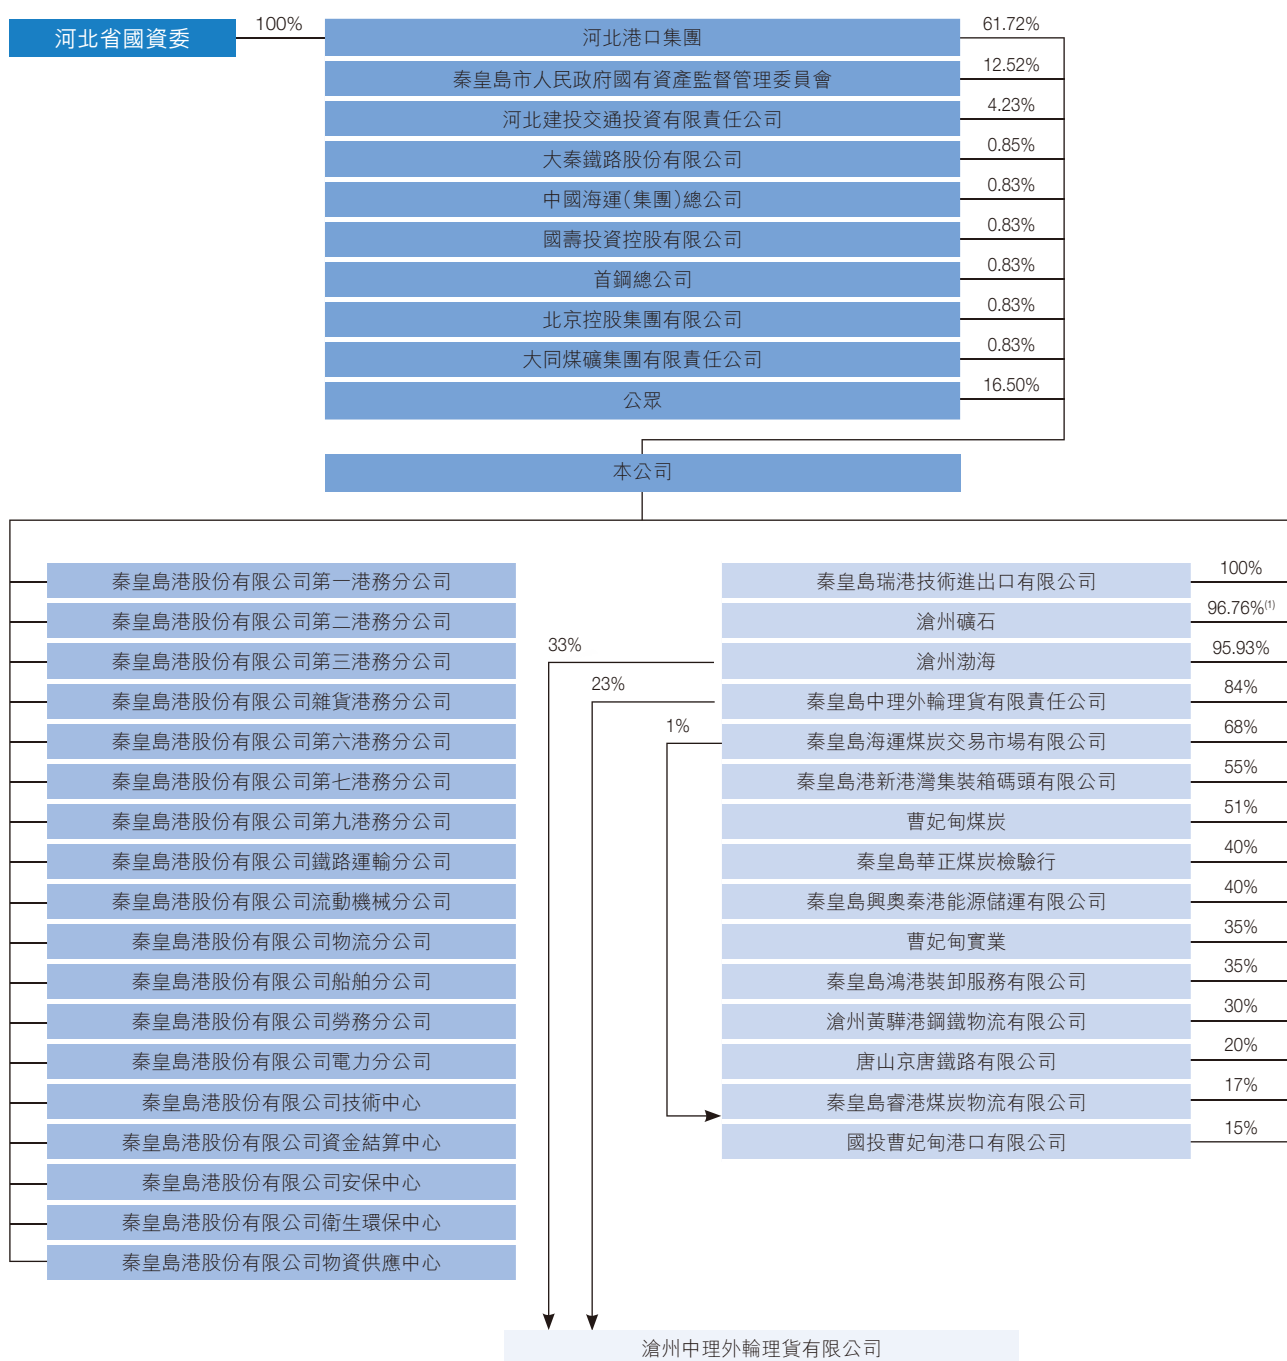 河北省國資委
100%
河北港口集團
61.72%
秦皇島市人民政府國有資產監督管理委員會
12.52%
河北建投交通投資有限責任公司
4.23%
大秦鐵路股份有限公司
0.85%
中國海運(集團)總公司
0.83%
國壽投資控股有限公司
0.83%
首鋼總公司
0.83%
北京控股集團有限公司
0.83%
大同煤礦集團有限責任公司
0.83%
公眾
16.50%
本公司
秦皇島港股份有限公司第一港務分公司
秦皇島港股份有限公司第二港務分公司
秦皇島港股份有限公司第三港務分公司
秦皇島港股份有限公司雜貨港務分公司
秦皇島港股份有限公司第六港務分公司
秦皇島港股份有限公司第七港務分公司
秦皇島港股份有限公司第九港務分公司
秦皇島港股份有限公司鐵路運輸分公司
秦皇島港股份有限公司流動機械分公司
秦皇島港股份有限公司物流分公司
秦皇島港股份有限公司船舶分公司
秦皇島港股份有限公司勞務分公司
秦皇島港股份有限公司電力分公司
秦皇島港股份有限公司技術中心
秦皇島港股份有限公司資金結算中心
秦皇島港股份有限公司安保中心
秦皇島港股份有限公司衛生環保中心
秦皇島港股份有限公司物資供應中心
33%
23%
1%
秦皇島瑞港技術進出口有限公司
100%
滄州礦石
96.76%(1)
滄州渤海
95.93%
秦皇島中理外輪理貨有限責任公司
84%
秦皇島海運煤炭交易市場有限公司
68%
秦皇島港新港灣集裝箱碼頭有限公司
55%
曹妃甸煤炭
51%
秦皇島華正煤炭檢驗行
40%
秦皇島興奧秦港能源儲運有限公司
40%
曹妃甸實業
35%
秦皇島鴻港裝卸服務有限公司
35%
滄州黃驊港鋼鐵物流有限公司
30%
唐山京唐鐵路有限公司
20%
秦皇島睿港煤炭物流有限公司
17%
國投曹妃甸港口有限公司
15%
滄州中理外輪理貨有限公司